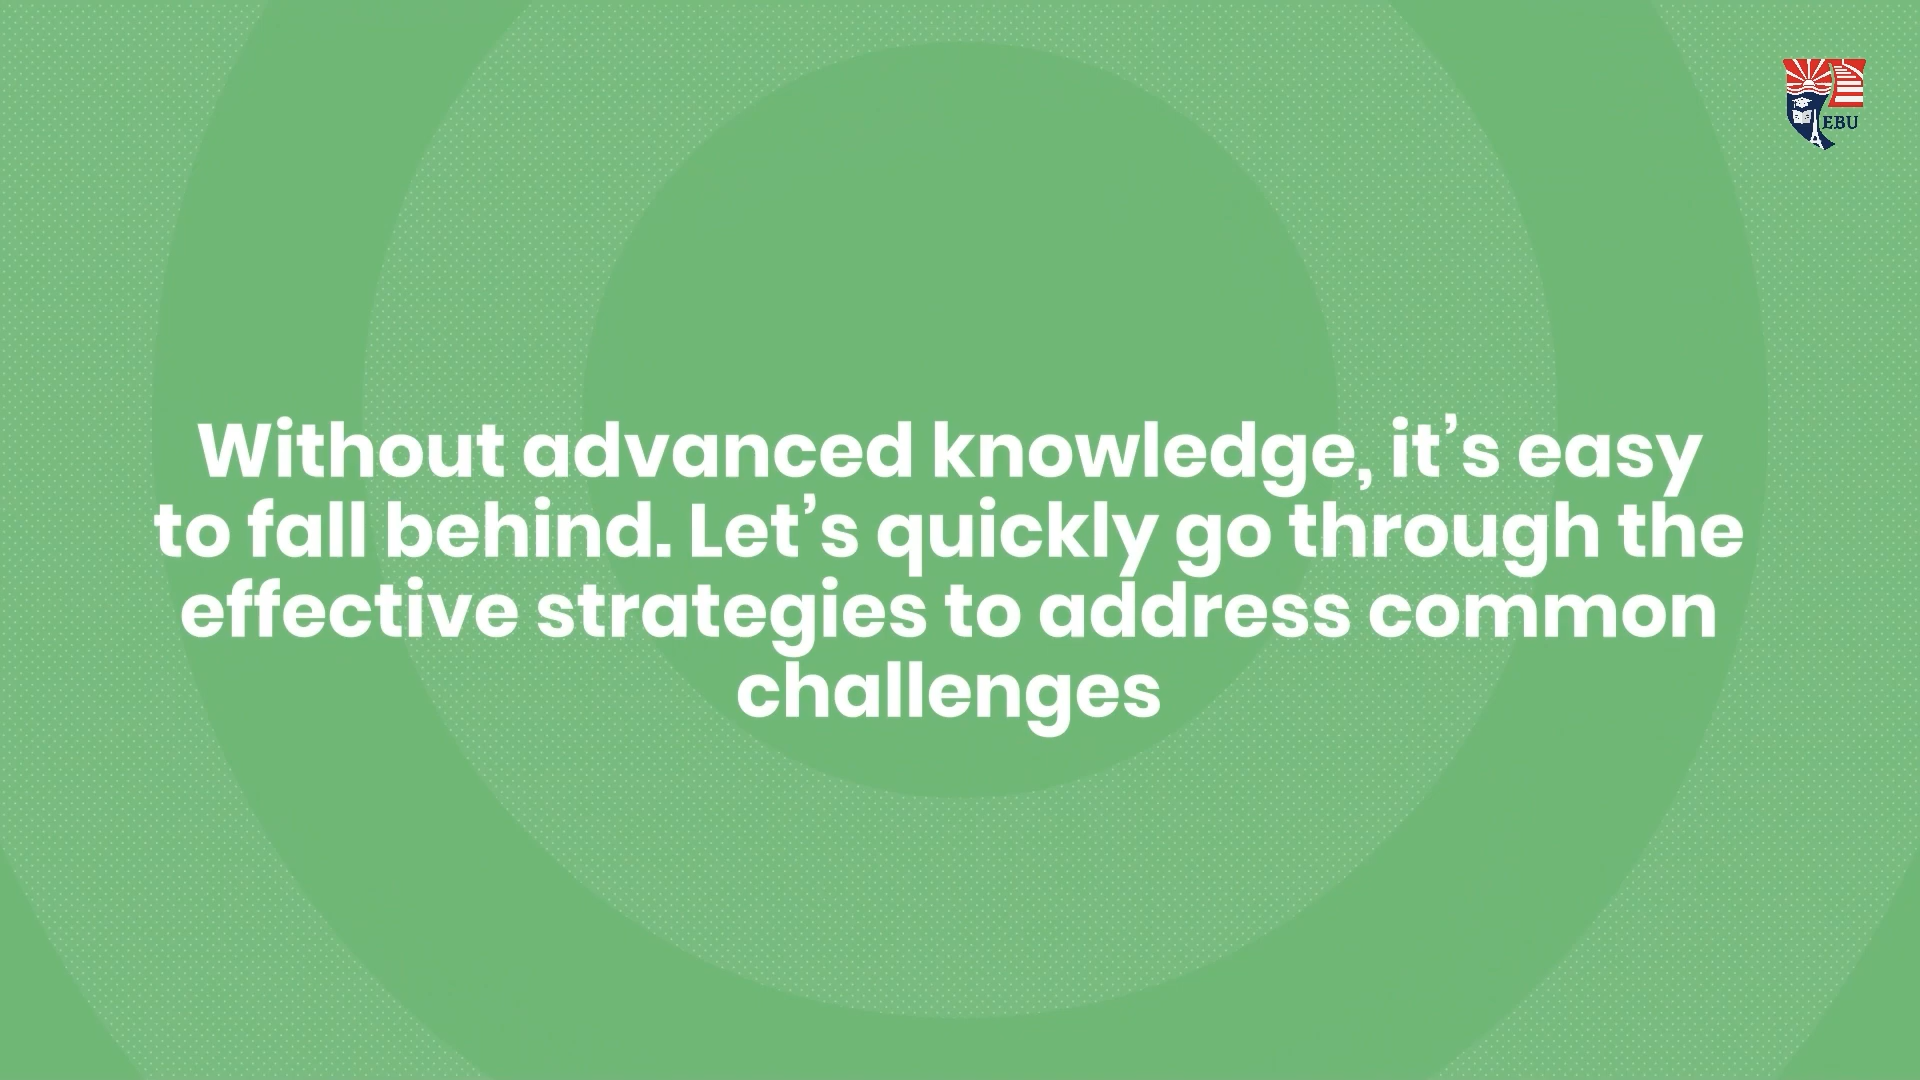 EBU
Without advanced knowledge, it’s easy
to fall behind. Let’s quickly go through the
effective strategies to address common
challenges